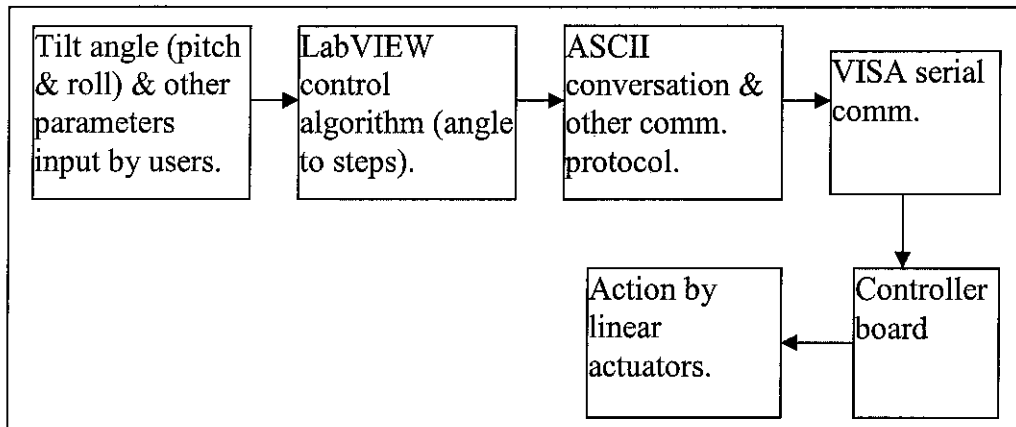 Tilt angle (pitch
& roll) & other
parameters
input by users.
LabVIEW
control
algorithm (angle
to steps).
ASCII
conversation &
other comm.
protocol.
VISA serial
comm.
Controller
board
Action by
linear
actuators.